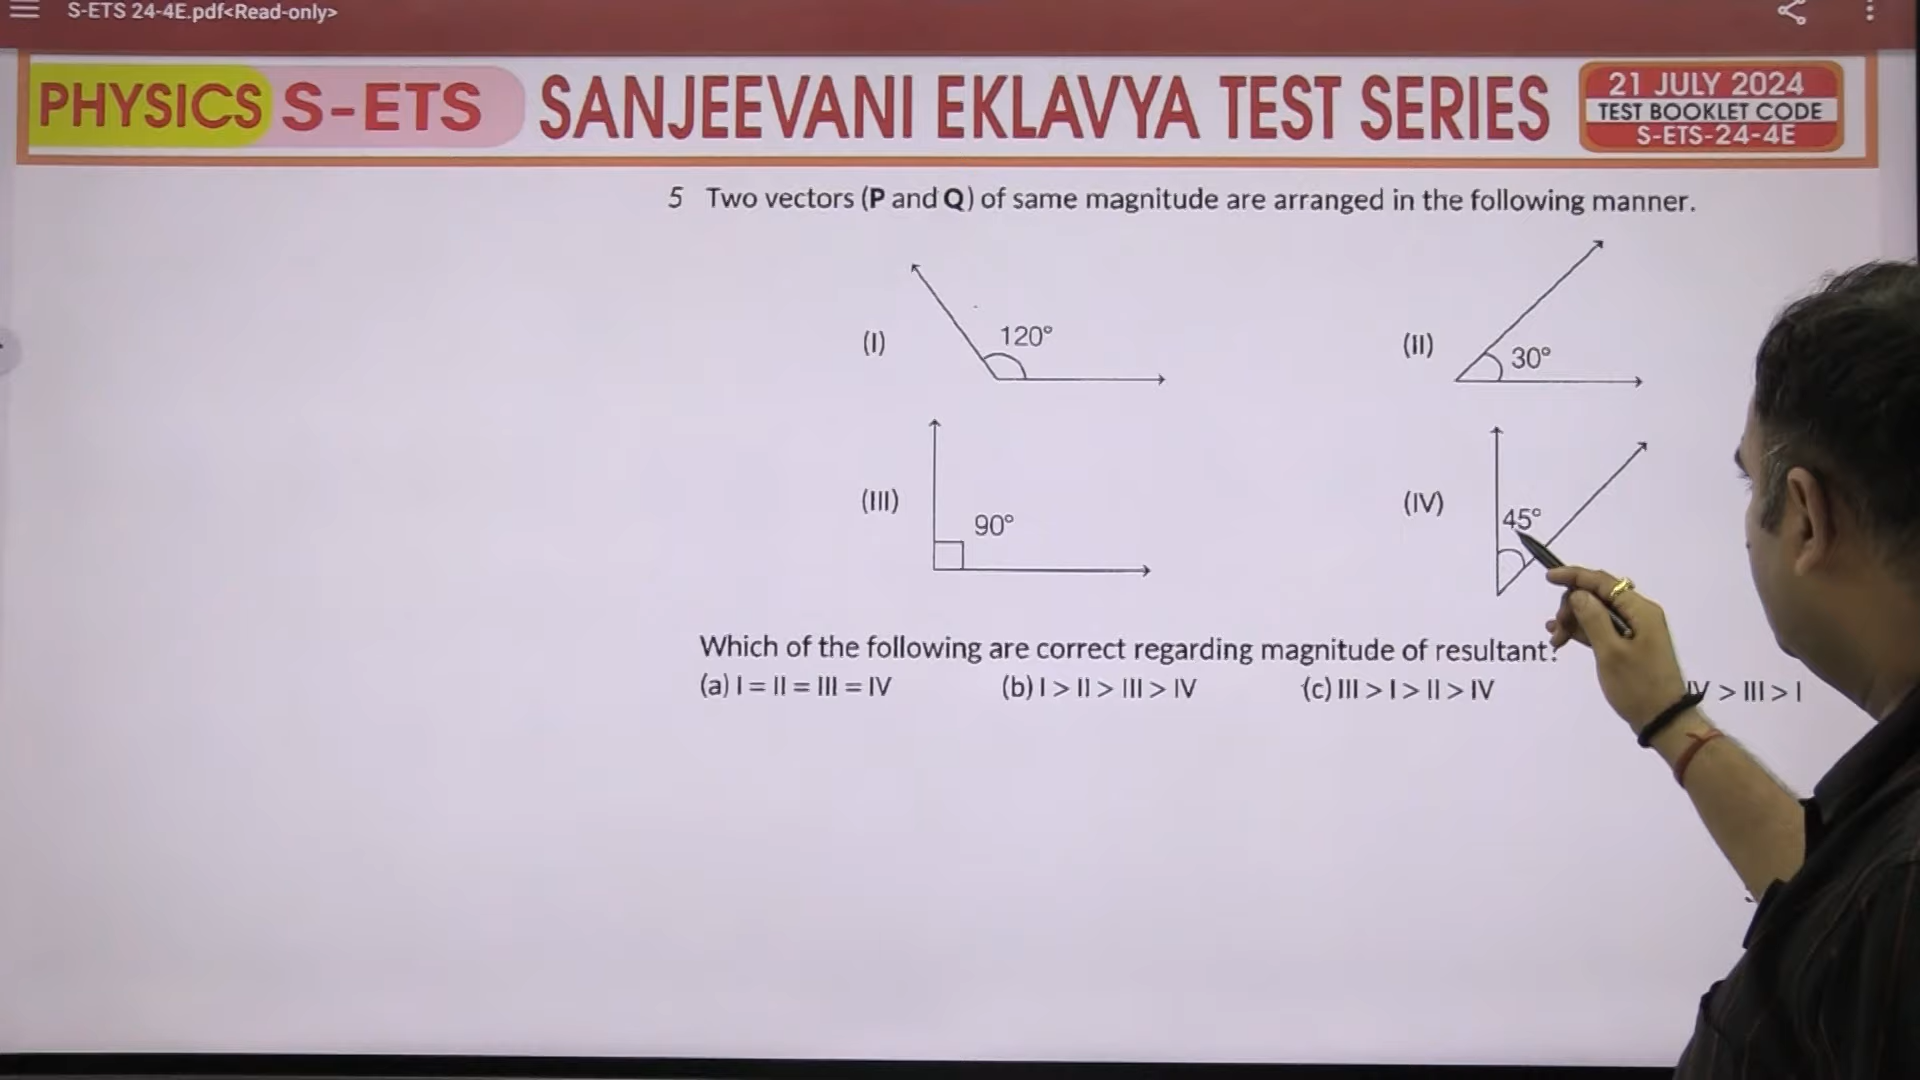 S-ETS 24-4E.pdf<Read-only>
PHYSICS S-ETS SANJEEVANI EKLAVYA TEST SERIES
21 JULY 2024
TEST BOOKLET CODE
S-ETS-24-4E
5 Two vectors (P and Q) of same magnitude are arranged in the following manner.
(I) 120°
(II) 30°
(III) 90°
(IV) 45°
Which of the following are correct regarding magnitude of resultant?
(a) I = II = III = IV (b) I > II > III > IV (c) III > I > II > IV IV > III > I